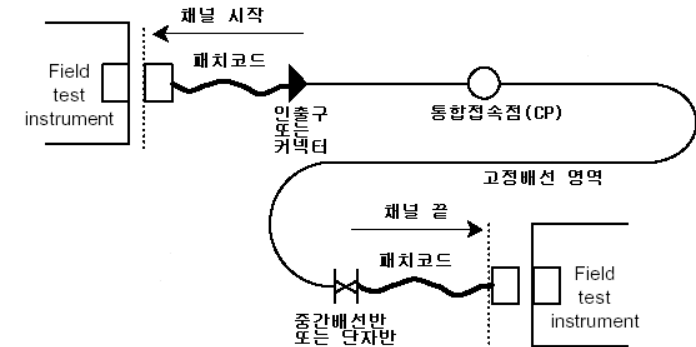 채널 시작
Field
test
instrument
패치코드
인출구
또는
커넥터
통합접속점(CP)
고정배선 영역
채널 끝
패치코드
중간배선반
또는 단자반
Field
test
instrument